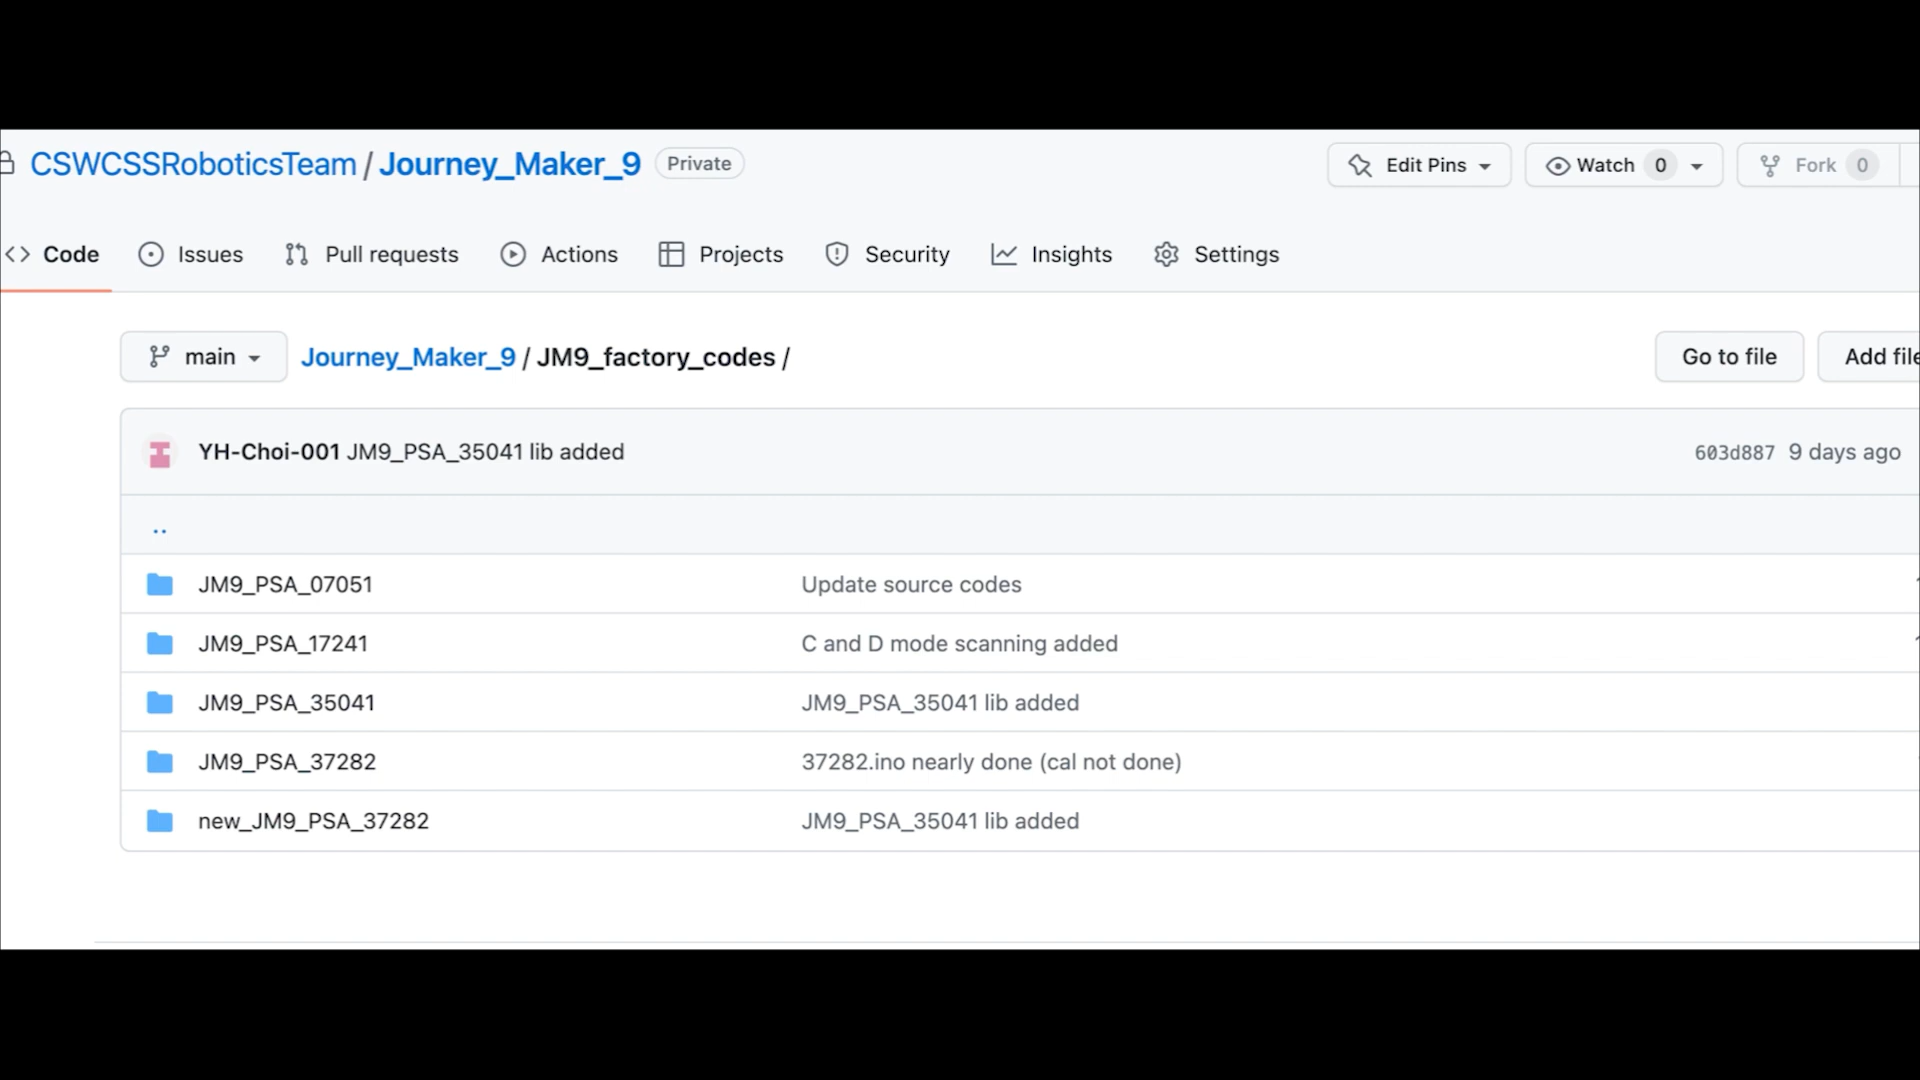 CSWCSSRoboticsTeam / Journey_Maker_9 Private Edit Pins Watch 0 Fork 0
Code Issues Pull requests Actions Projects Security Insights Settings
main Journey_Maker_9 / JM9_factory_codes / Go to file Add file
YH-Choi-001 JM9_PSA_35041 lib added 603d887 9 days ago
..
JM9_PSA_07051 Update source codes
JM9_PSA_17241 C and D mode scanning added
JM9_PSA_35041 JM9_PSA_35041 lib added
JM9_PSA_37282 37282.ino nearly done (cal not done)
new_JM9_PSA_37282 JM9_PSA_35041 lib added